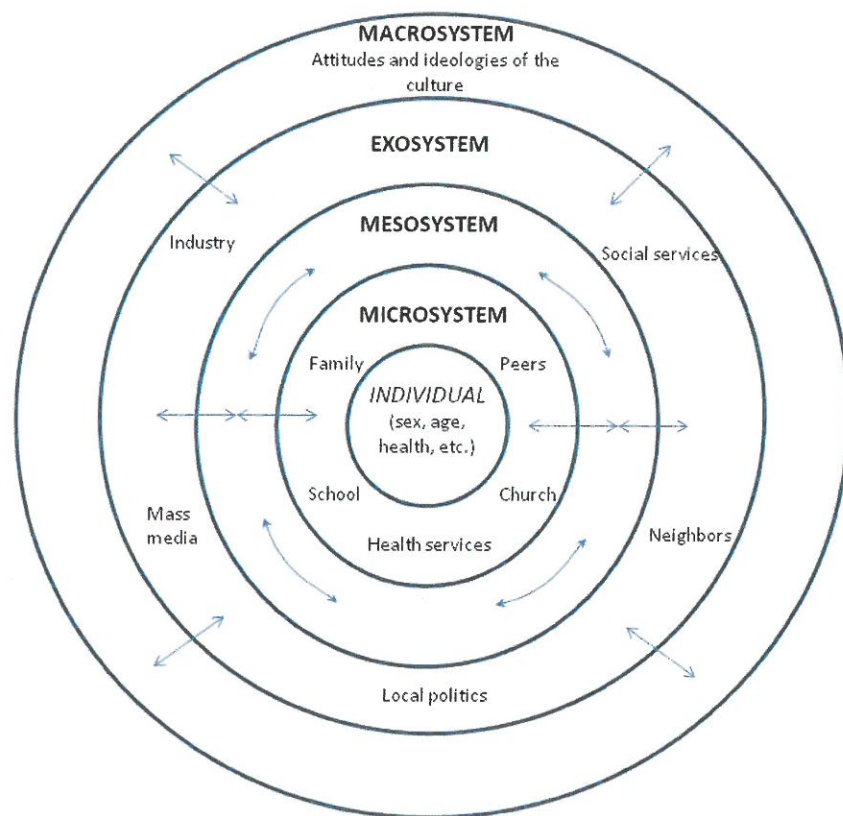 MACROSYSTEM
Attitudes and ideologies of the
culture
EXOSYSTEM
MESOSYSTEM
Industry
Social services
MICROSYSTEM
Family
Peers
INDIVIDUAL
(sex, age,
health, etc.)
School
Church
Mass
media
Health services
Neighbors
Local politics